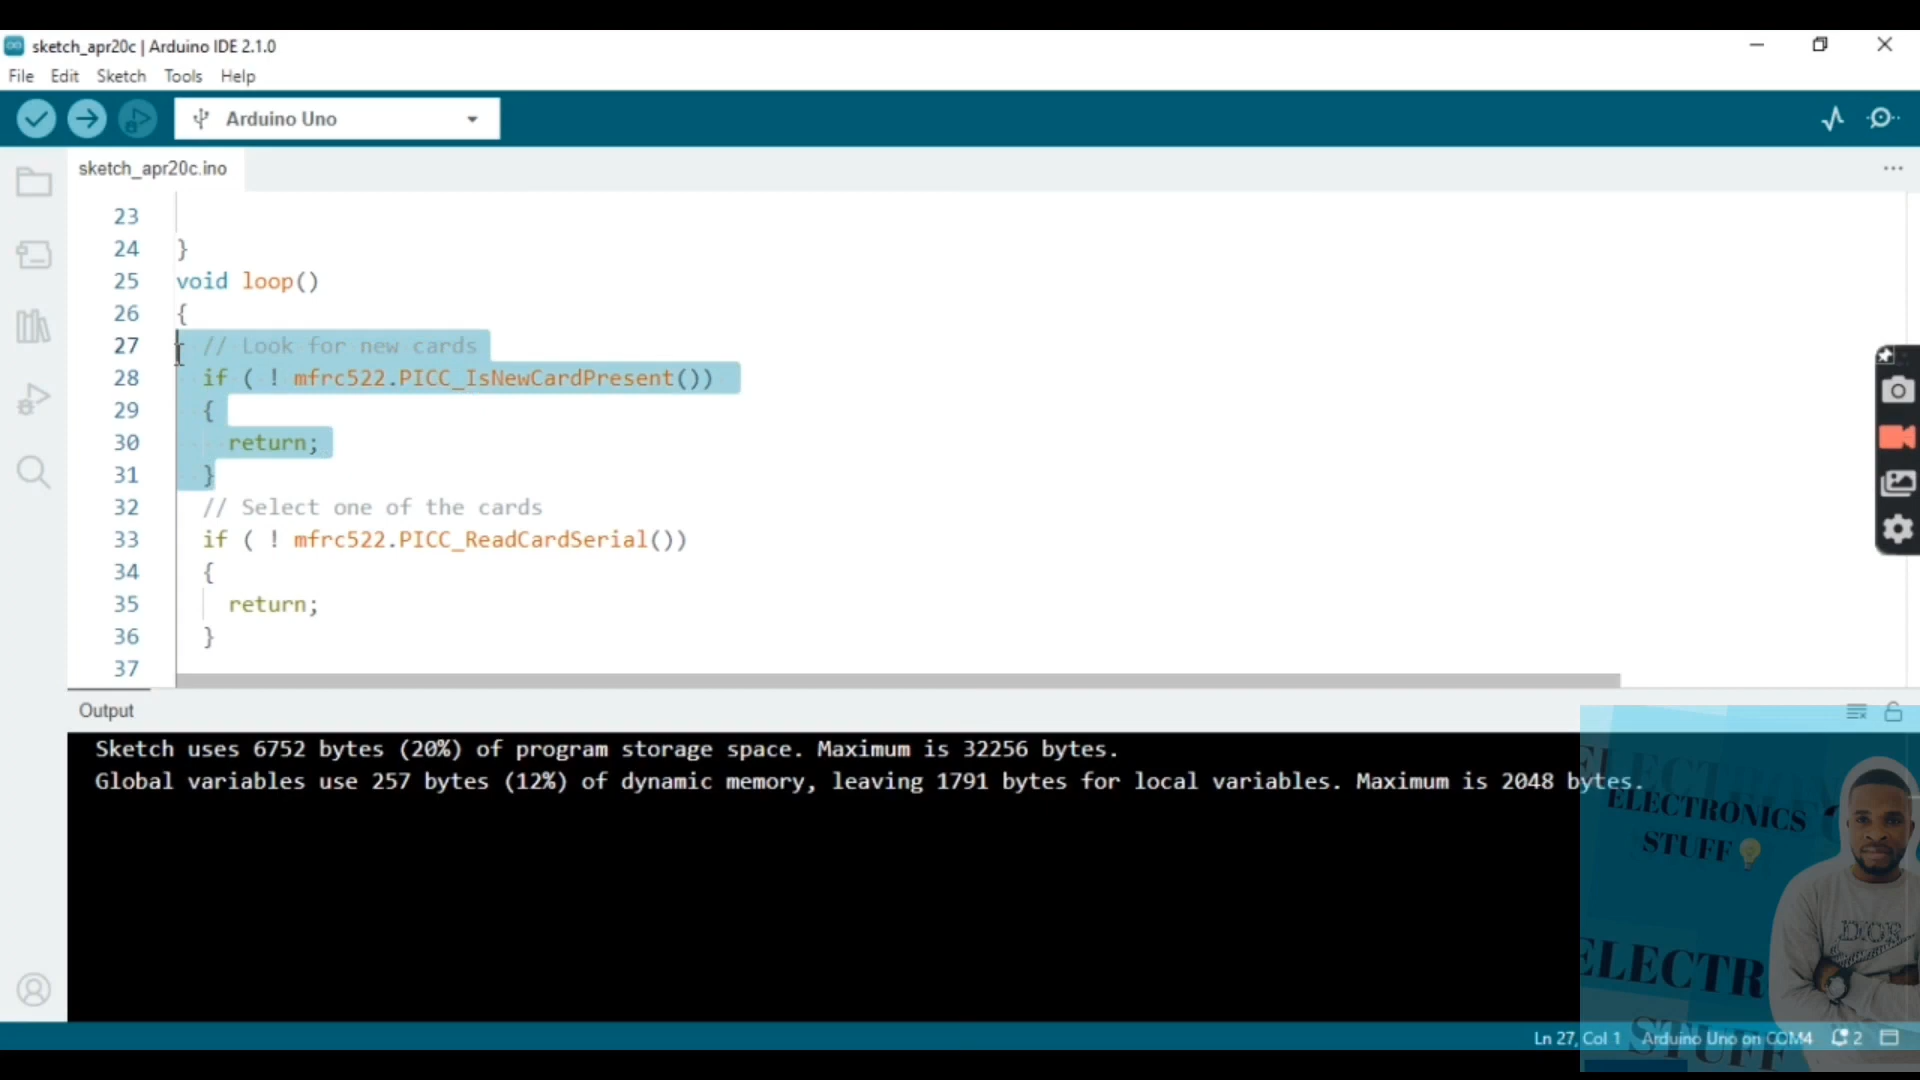 sketch_apr20c | Arduino IDE 2.1.0
File Edit Sketch Tools Help
Arduino Uno
sketch_apr20c.ino
23
24 }
25 void loop()
26 {
27 // Look for new cards
28 if ( ! mfrc522.PICC_IsNewCardPresent())
29 {
30 return;
31 }
32 // Select one of the cards
33 if ( ! mfrc522.PICC_ReadCardSerial())
34 {
35 return;
36 }
37
Output
Sketch uses 6752 bytes (20%) of program storage space. Maximum is 32256 bytes.
Global variables use 257 bytes (12%) of dynamic memory, leaving 1791 bytes for local variables. Maximum is 2048 bytes.
ELECTRONICS
STUFF
DIOR
ELECTR
STUFF
Ln 27, Col 1 Arduino Uno on COM4 2